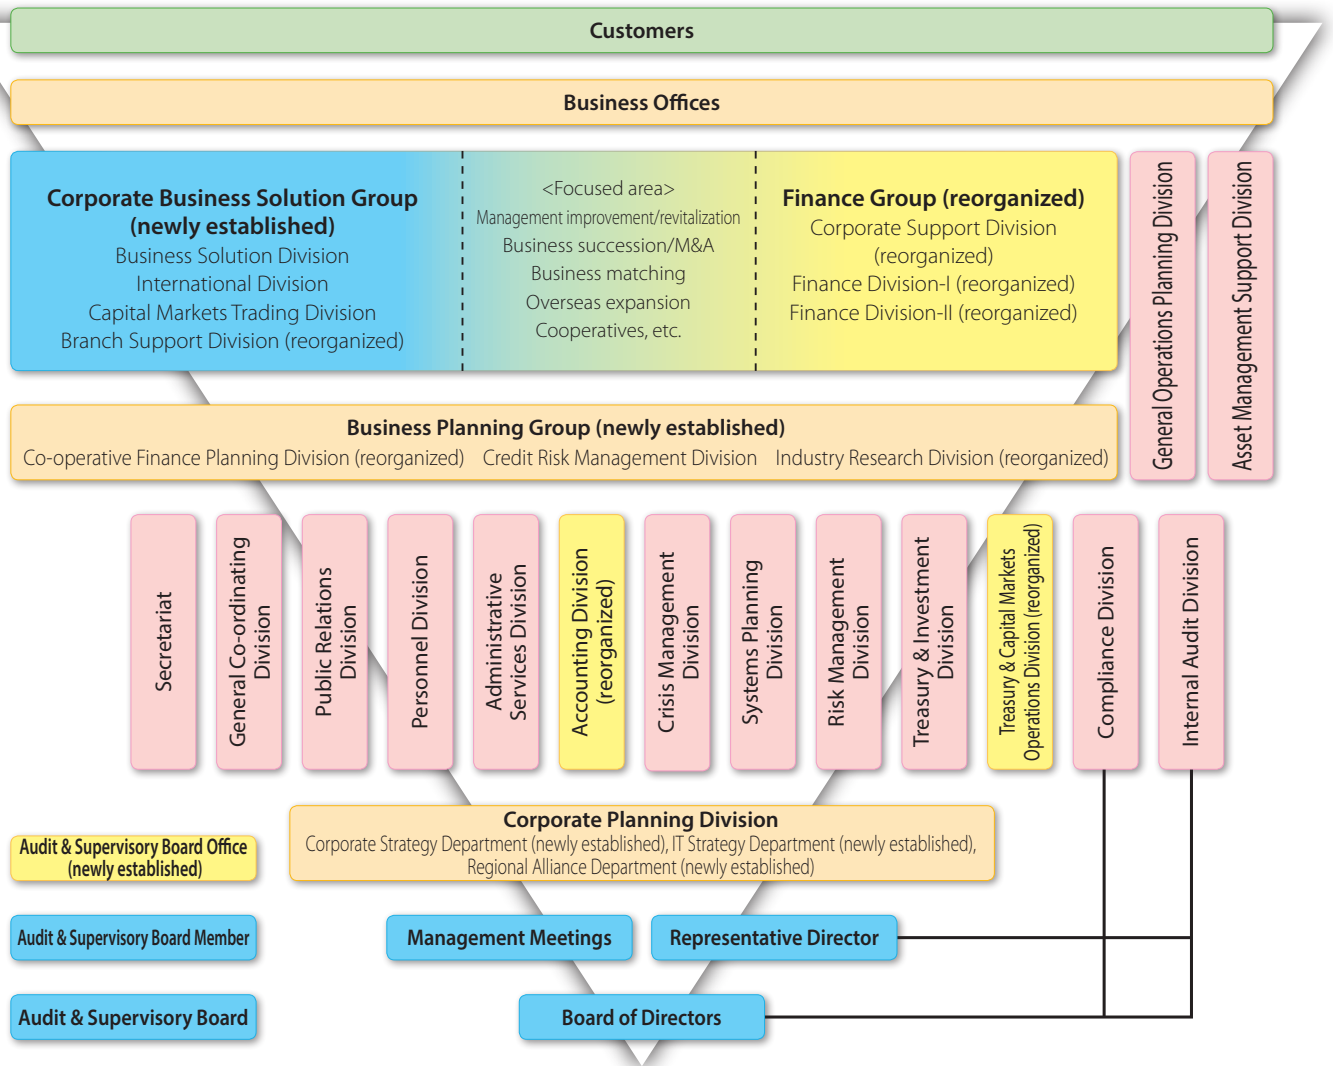 Customers
Business Offices
Corporate Business Solution Group
(newly established)
Business Solution Division
International Division
Capital Markets Trading Division
Branch Support Division (reorganized)
<Focused area>
Management improvement/revitalization
Business succession/M&A
Business matching
Overseas expansion
Cooperatives, etc.
Finance Group (reorganized)
Corporate Support Division
(reorganized)
Finance Division-I (reorganized)
Finance Division-II (reorganized)
General Operations Planning Division
Asset Management Support Division
Business Planning Group (newly established)
Co-operative Finance Planning Division (reorganized) Credit Risk Management Division Industry Research Division (reorganized)
Secretariat
General Co-ordinating
Division
Public Relations
Division
Personnel Division
Administrative
Services Division
Accounting Division
(reorganized)
Crisis Management
Division
Systems Planning
Division
Risk Management
Division
Treasury & Investment
Division
Treasury & Capital Markets
Operations Division (reorganized)
Compliance Division
Internal Audit Division
Corporate Planning Division
Corporate Strategy Department (newly established), IT Strategy Department (newly established),
Regional Alliance Department (newly established)
Audit & Supervisory Board Office
(newly established)
Audit & Supervisory Board Member
Management Meetings
Representative Director
Audit & Supervisory Board
Board of Directors